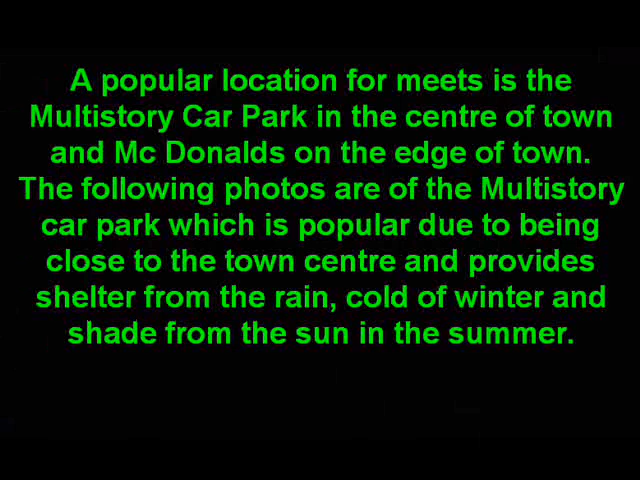 A popular location for meets is the
Multistory Car Park in the centre of town
and Mc Donalds on the edge of town.
The following photos are of the Multistory
car park which is popular due to being
close to the town centre and provides
shelter from the rain, cold of winter and
shade from the sun in the summer.